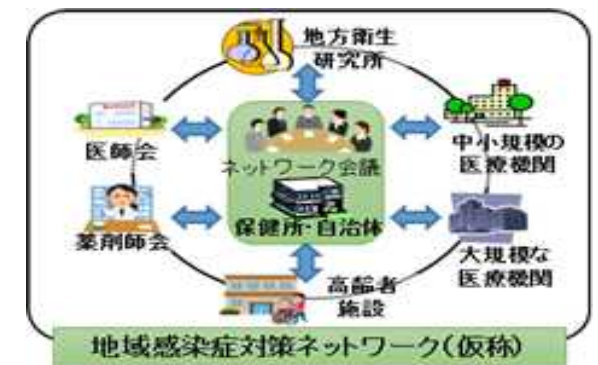 地方衛生
研究所
医師会
中小規模の
医療機関
ネットワーク会議
保健所・自治体
薬剤師会
大規模な
医療機関
高齢者
施設
地域感染症対策ネットワーク(仮称)